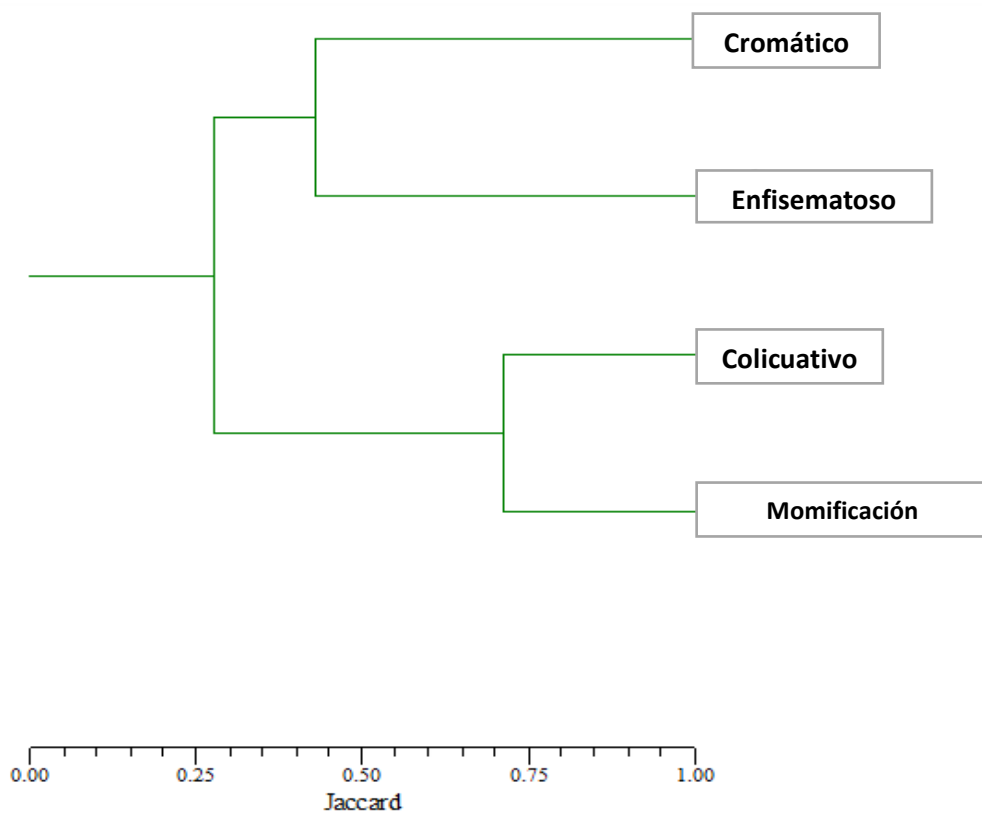 Cromático
Enfisematoso
Colicuativo
Momificación
0.00 0.25 0.50 0.75 1.00
Jaccard